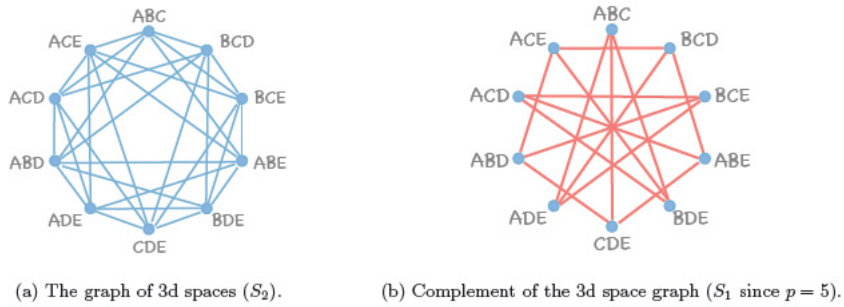 ABC
ACE
BCD
ACD
BCE
ABD
ABE
ADE
BDE
CDE
(a) The graph of 3d spaces (S₂).
ABC
ACE
BCD
ACD
BCE
ABD
ABE
ADE
BDE
CDE
(b) Complement of the 3d space graph (S₁ since p = 5).